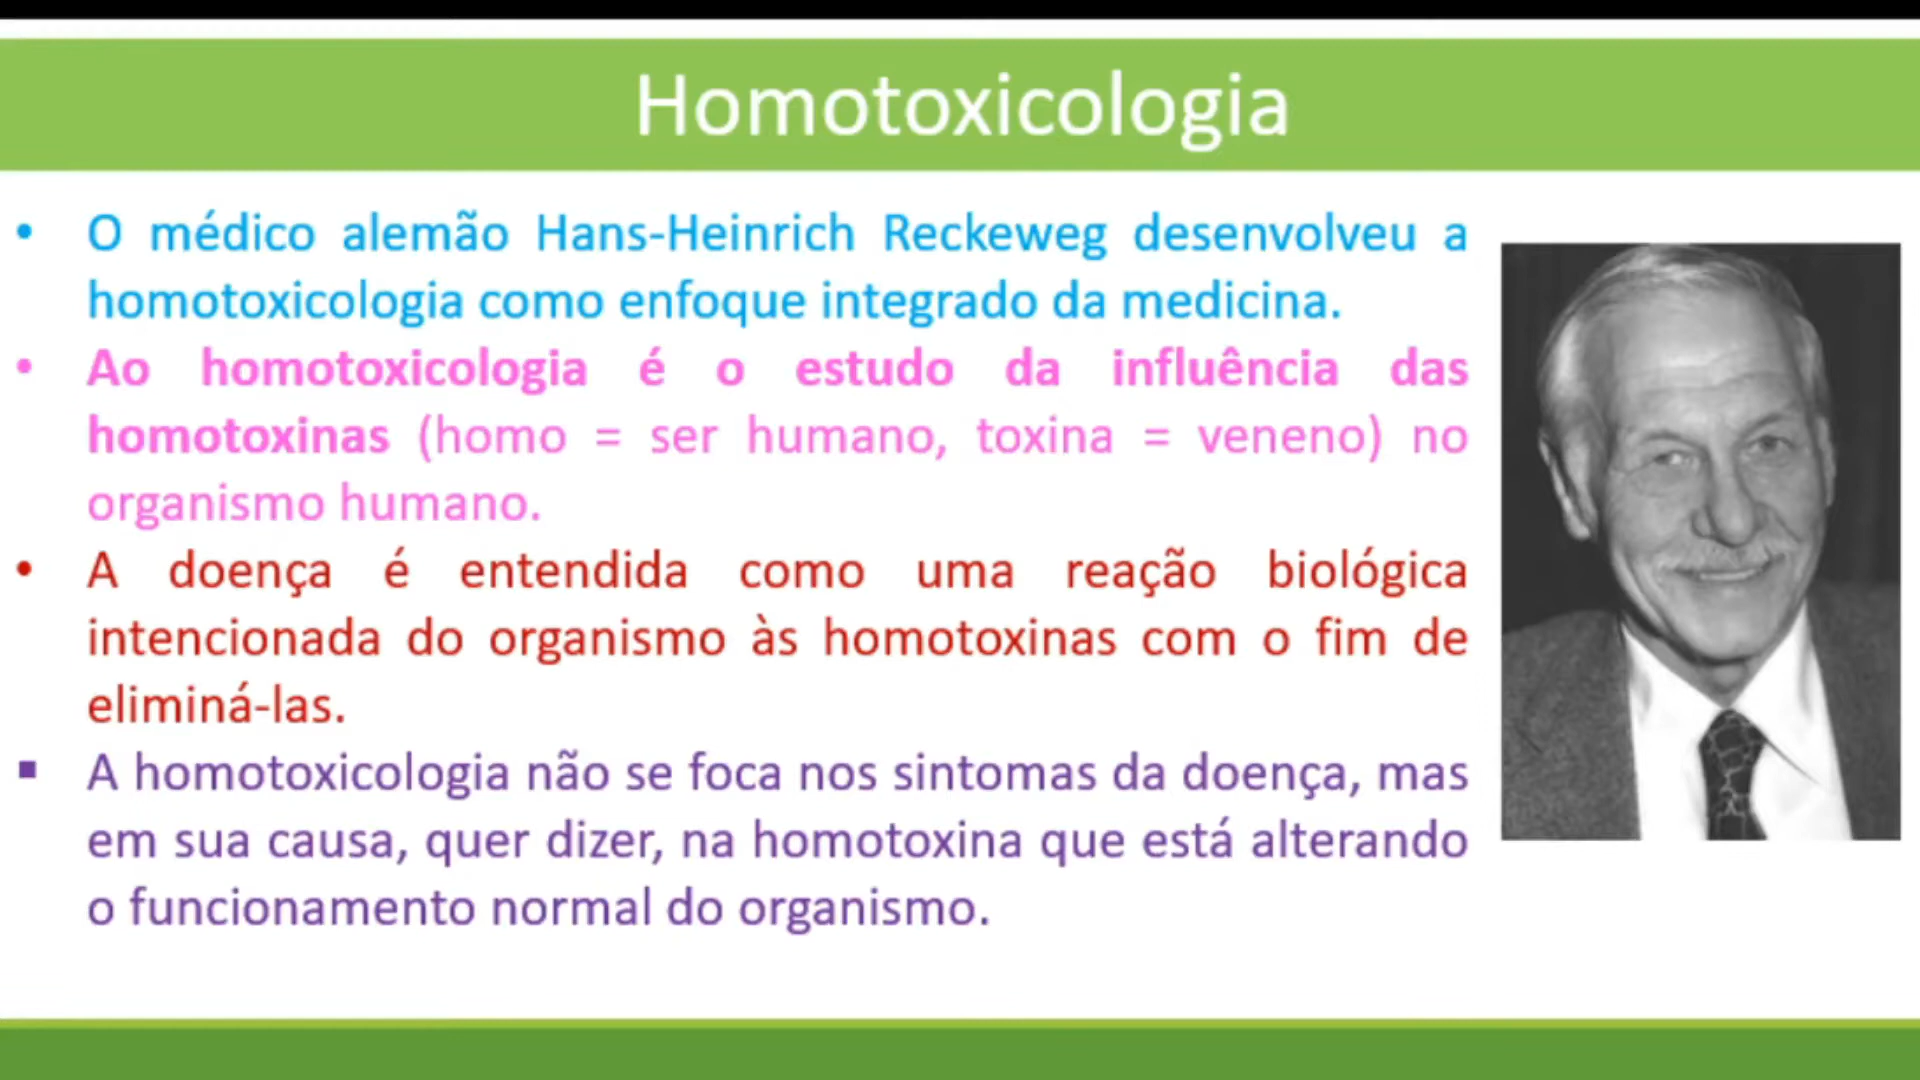 Homotoxicologia
• O médico alemão Hans-Heinrich Reckeweg desenvolveu a
homotoxicologia como enfoque integrado da medicina.
• Ao homotoxicologia é o estudo da influência das
homotoxinas (homo = ser humano, toxina = veneno) no
organismo humano.
• A doença é entendida como uma reação biológica
intencionada do organismo às homotoxinas com o fim de
eliminá-las.
▪ A homotoxicologia não se foca nos sintomas da doença, mas
em sua causa, quer dizer, na homotoxina que está alterando
o funcionamento normal do organismo.